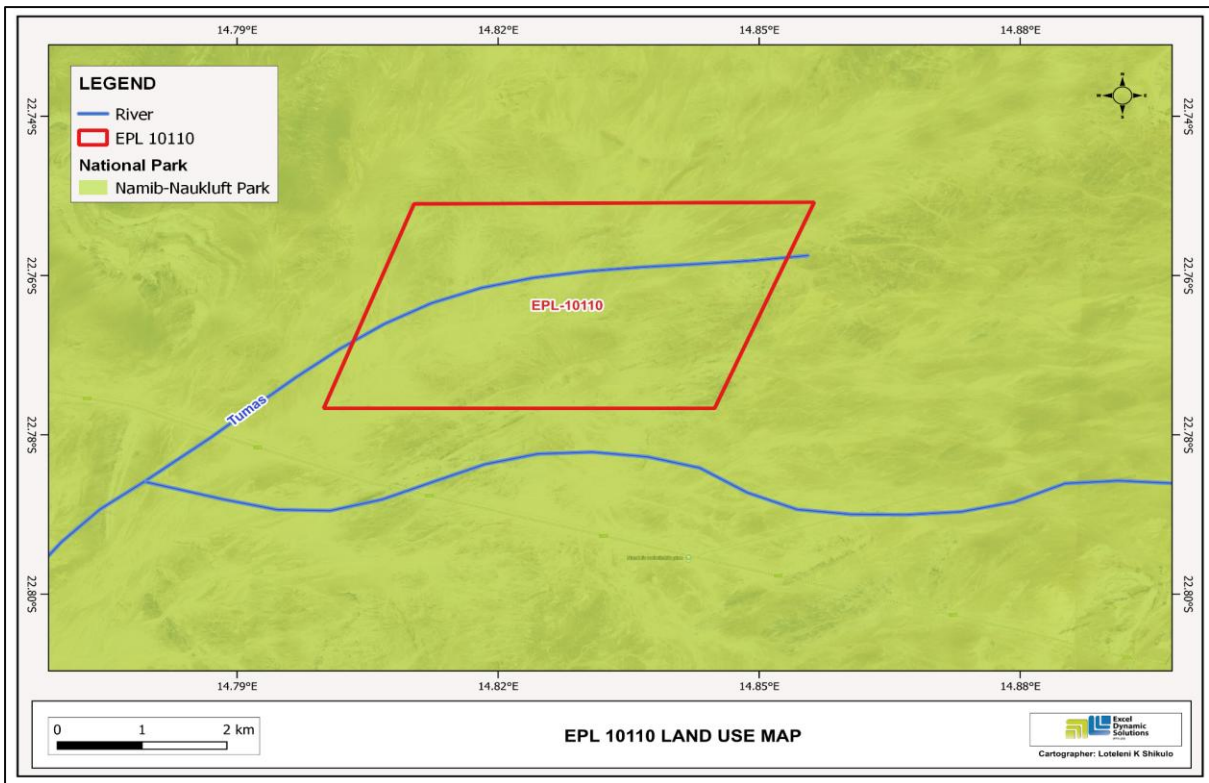 14.79°E 14.82°E 14.85°E 14.88°E
LEGEND
River
EPL 10110
National Park
Namib-Naukluft Park
22.74°S 22.74°S
22.76°S 22.76°S
EPL-10110
Tumas
22.78°S 22.78°S
22.80°S 22.80°S
14.79°E 14.82°E 14.85°E 14.88°E
0 1 2 km
EPL 10110 LAND USE MAP
Excel
Dynamic
Solutions
Cartographer: Loteleni K Shikulo